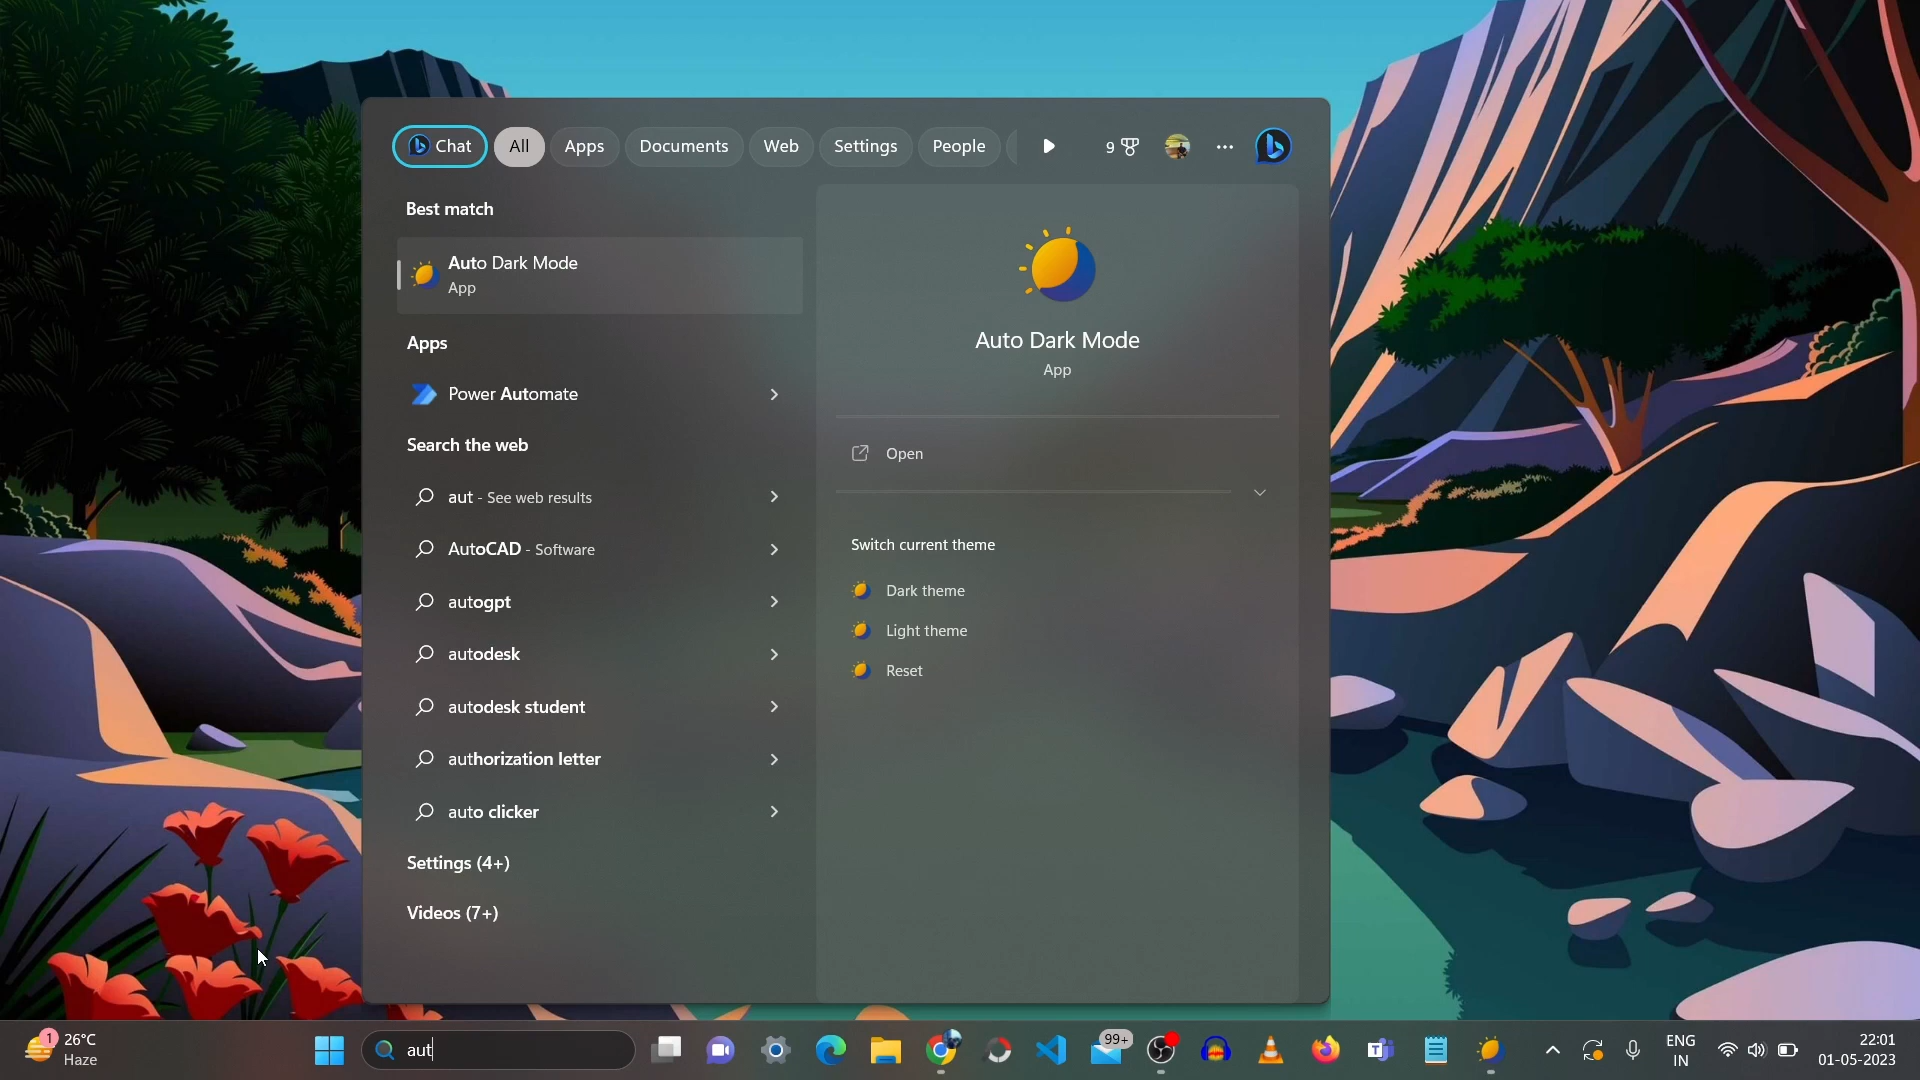 Chat
All
Apps
Documents
Web
Settings
People
9
Best match
Auto Dark Mode
App
Apps
Power Automate
Search the web
aut - See web results
AutoCAD - Software
autogpt
autodesk
autodesk student
authorization letter
auto clicker
Settings (4+)
Videos (7+)
Auto Dark Mode
App
Open
Switch current theme
Dark theme
Light theme
Reset
1
26°C
Haze
aut
99+
ENG
IN
22:01
01-05-2023